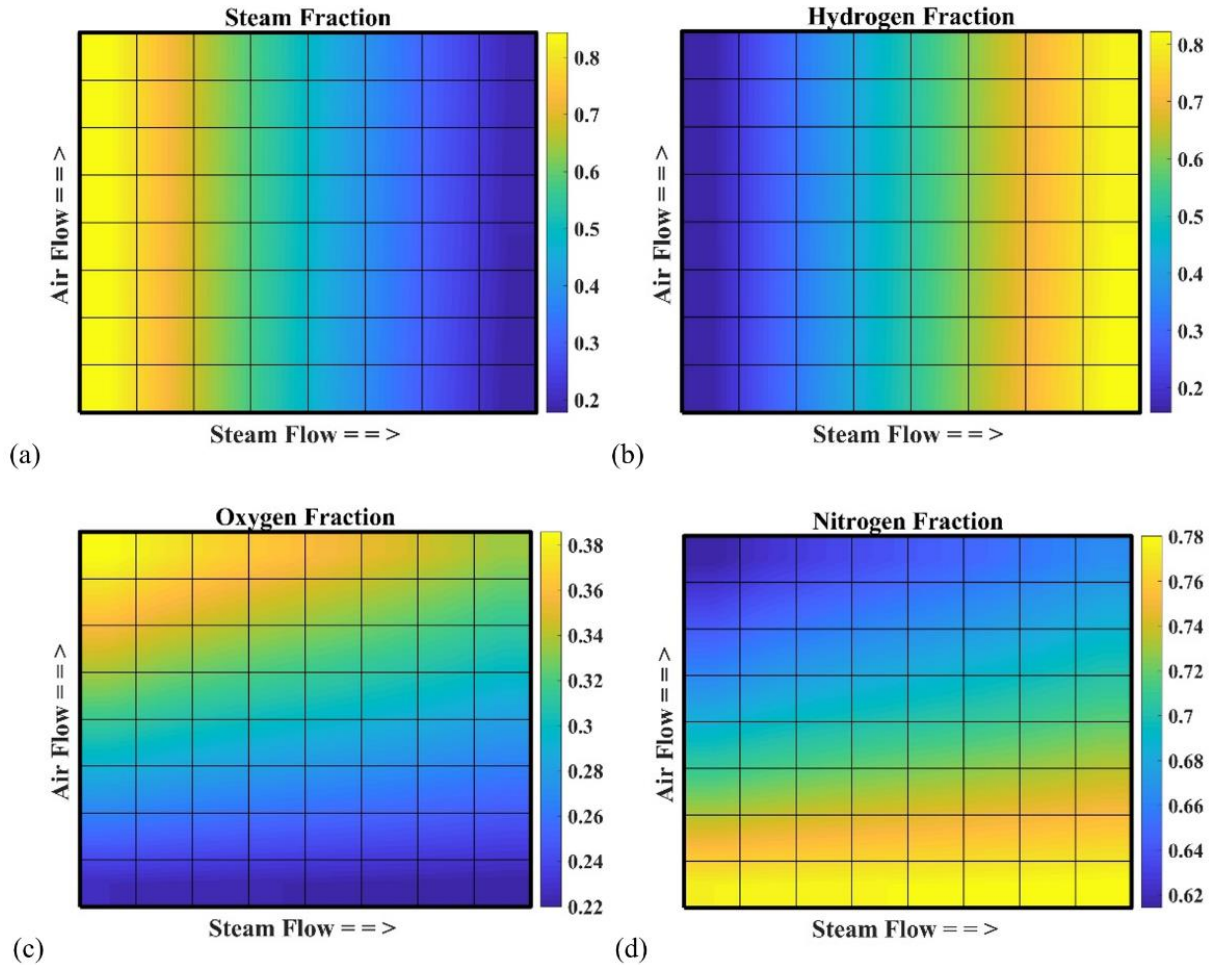 Steam Fraction
0.8
0.7
0.6
0.5
0.4
0.3
0.2
Air Flow = = >
Steam Flow = = >
(a)
Hydrogen Fraction
0.8
0.7
0.6
0.5
0.4
0.3
0.2
Air Flow = = >
Steam Flow = = >
(b)
Oxygen Fraction
0.38
0.36
0.34
0.32
0.3
0.28
0.26
0.24
0.22
Air Flow = = >
Steam Flow = = >
(c)
Nitrogen Fraction
0.78
0.76
0.74
0.72
0.7
0.68
0.66
0.64
0.62
Air Flow = = >
Steam Flow = = >
(d)